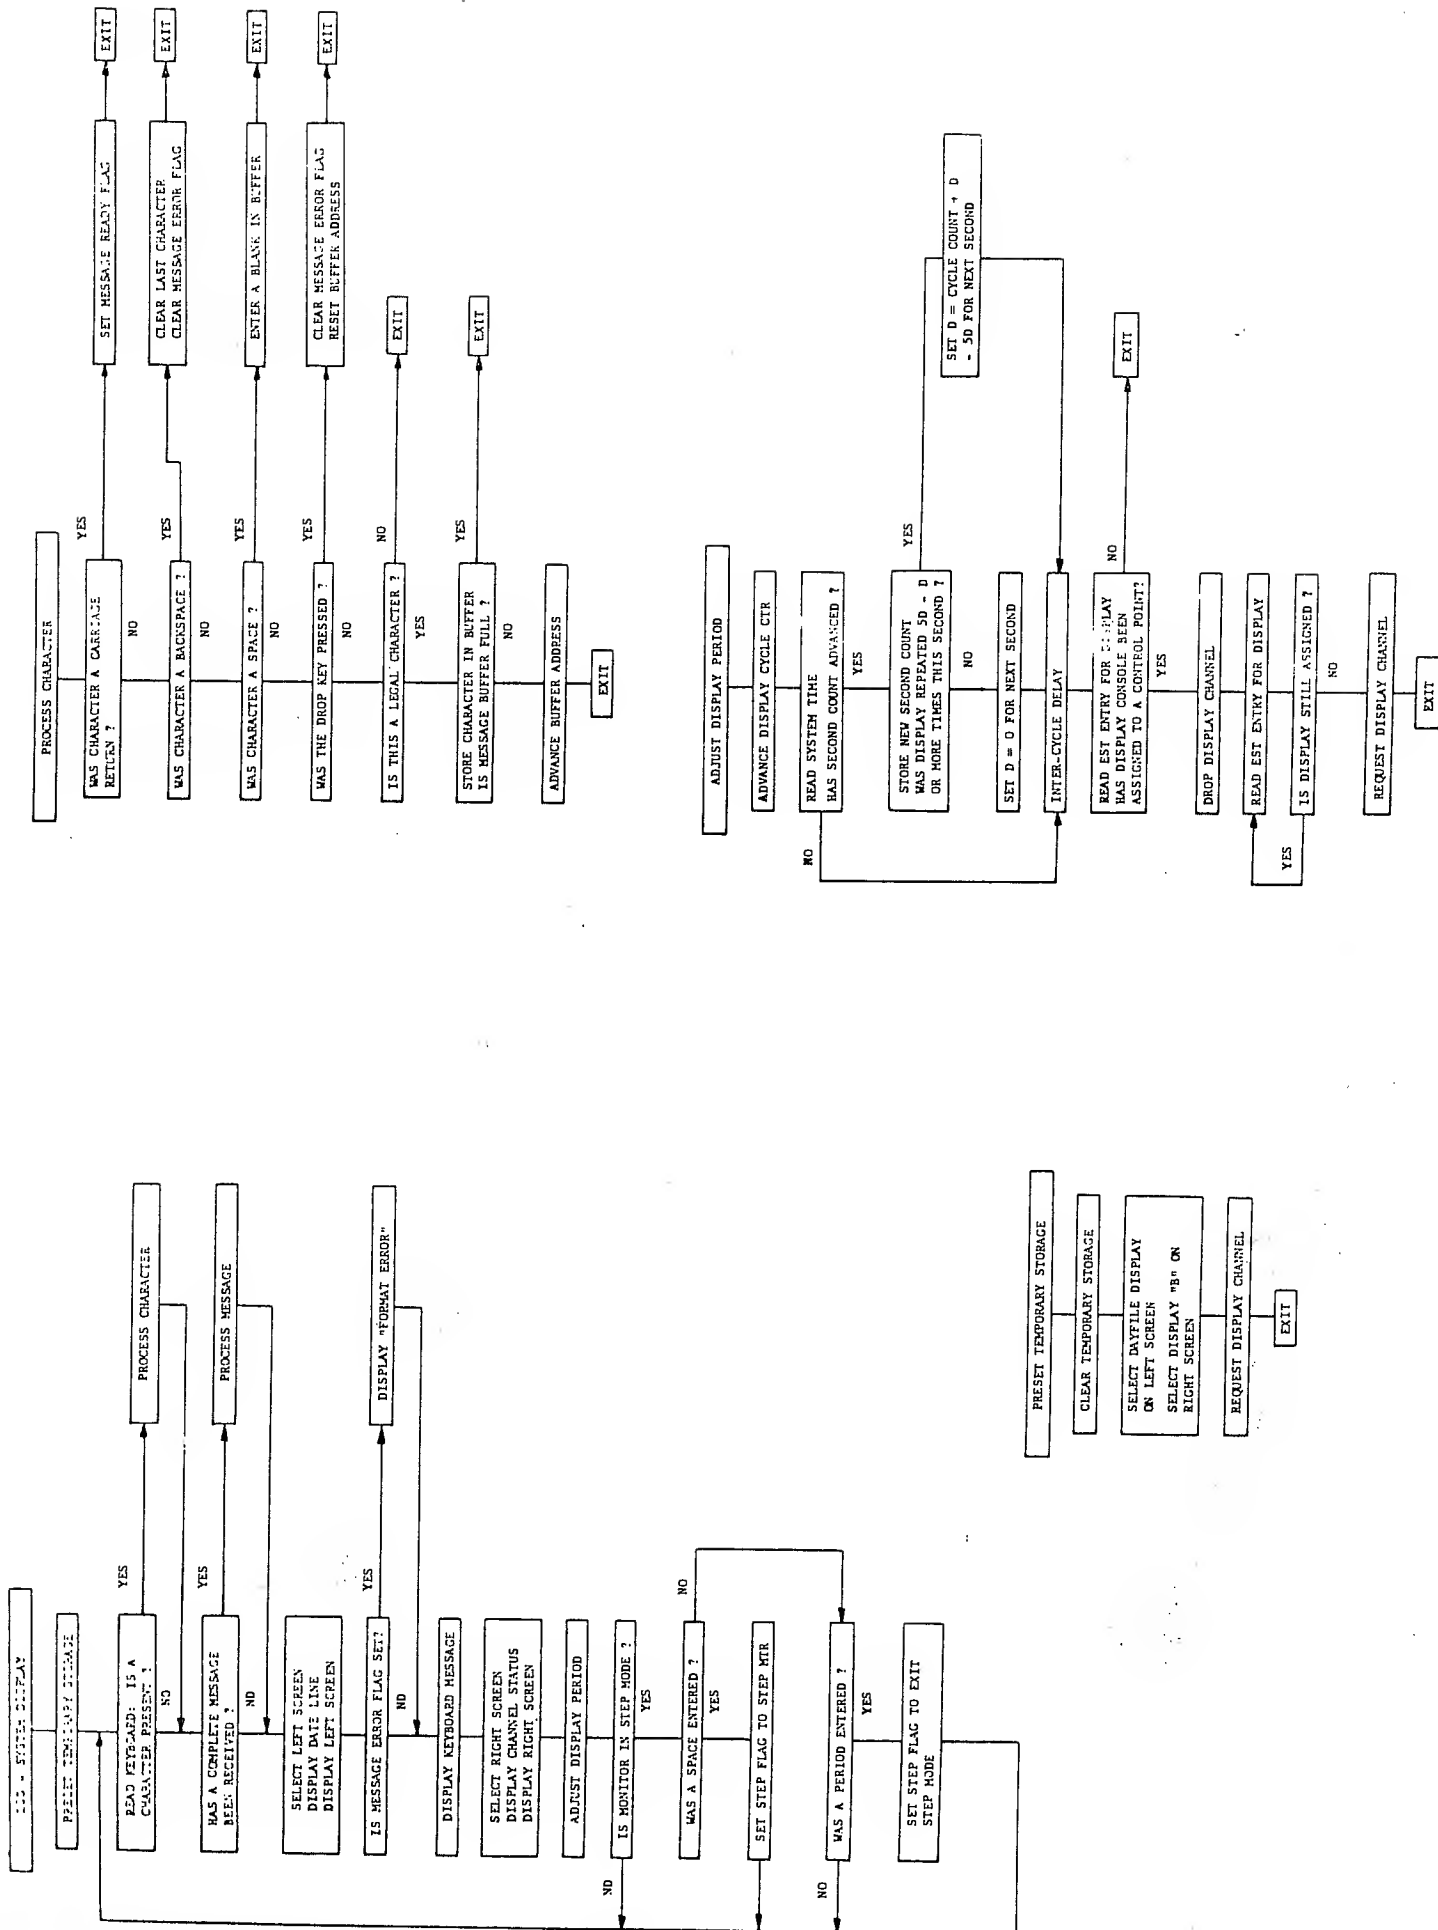 SYSTEM DISPLAY
PRESET TEMPORARY STORAGE
READ KEYBOARD: IS A
CHARACTER PRESENT ?
YES
PROCESS CHARACTER
NO
HAS A COMPLETE MESSAGE
BEEN RECEIVED ?
YES
PROCESS MESSAGE
NO
SELECT LEFT SCREEN
DISPLAY DATE LINE
DISPLAY LEFT SCREEN
IS MESSAGE ERROR FLAG SET?
YES
DISPLAY "FORMAT ERROR"
NO
DISPLAY KEYBOARD MESSAGE
SELECT RIGHT SCREEN
DISPLAY CHANNEL STATUS
DISPLAY RIGHT SCREEN
ADJUST DISPLAY PERIOD
IS MONITOR IN STEP MODE ?
NO
YES
WAS A SPACE ENTERED ?
NO
YES
SET STEP FLAG TO STEP MTR
WAS A PERIOD ENTERED ?
NO
YES
SET STEP FLAG TO EXIT
STEP MODE
PRESET TEMPORARY STORAGE
CLEAR TEMPORARY STORAGE
SELECT DAYFILE DISPLAY
ON LEFT SCREEN
SELECT DISPLAY "B" ON
RIGHT SCREEN
REQUEST DISPLAY CHANNEL
EXIT
PROCESS CHARACTER
WAS CHARACTER A CARRIAGE
RETURN ?
YES
SET MESSAGE READY FLAG
EXIT
NO
WAS CHARACTER A BACKSPACE ?
YES
CLEAR LAST CHARACTER
CLEAR MESSAGE ERROR FLAG
EXIT
NO
WAS CHARACTER A SPACE ?
YES
ENTER A BLANK IN BUFFER
EXIT
NO
WAS THE DROP KEY PRESSED ?
YES
CLEAR MESSAGE ERROR FLAG
RESET BUFFER ADDRESS
EXIT
NO
IS THIS A LEGAL CHARACTER ?
NO
EXIT
YES
STORE CHARACTER IN BUFFER
IS MESSAGE BUFFER FULL ?
YES
EXIT
NO
ADVANCE BUFFER ADDRESS
EXIT
ADJUST DISPLAY PERIOD
ADVANCE DISPLAY CYCLE CTR
READ SYSTEM TIME
HAS SECOND COUNT ADVANCED ?
NO
YES
STORE NEW SECOND COUNT
WAS DISPLAY REPEATED 5D - D
OR MORE TIMES THIS SECOND ?
YES
SET D = CYCLE COUNT + D
- 5D FOR NEXT SECOND
NO
SET D = O FOR NEXT SECOND
INTER-CYCLE DELAY
READ EST ENTRY FOR DISPLAY
HAS DISPLAY CONSOLE BEEN
ASSIGNED TO A CONTROL POINT?
NO
EXIT
YES
DROP DISPLAY CHANNEL
READ EST ENTRY FOR DISPLAY
IS DISPLAY STILL ASSIGNED ?
YES
NO
REQUEST DISPLAY CHANNEL
EXIT